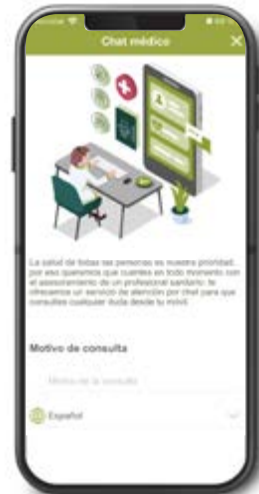 Chat médico
La salud de todas las personas es nuestra prioridad,
por eso queremos que cuentes en todo momento con
el asesoramiento de un profesional sanitario: te
ofrecemos un servicio de atención por chat para que
consultes cualquier duda desde tu móvil.
Motivo de consulta
Motivo de la consulta
Español